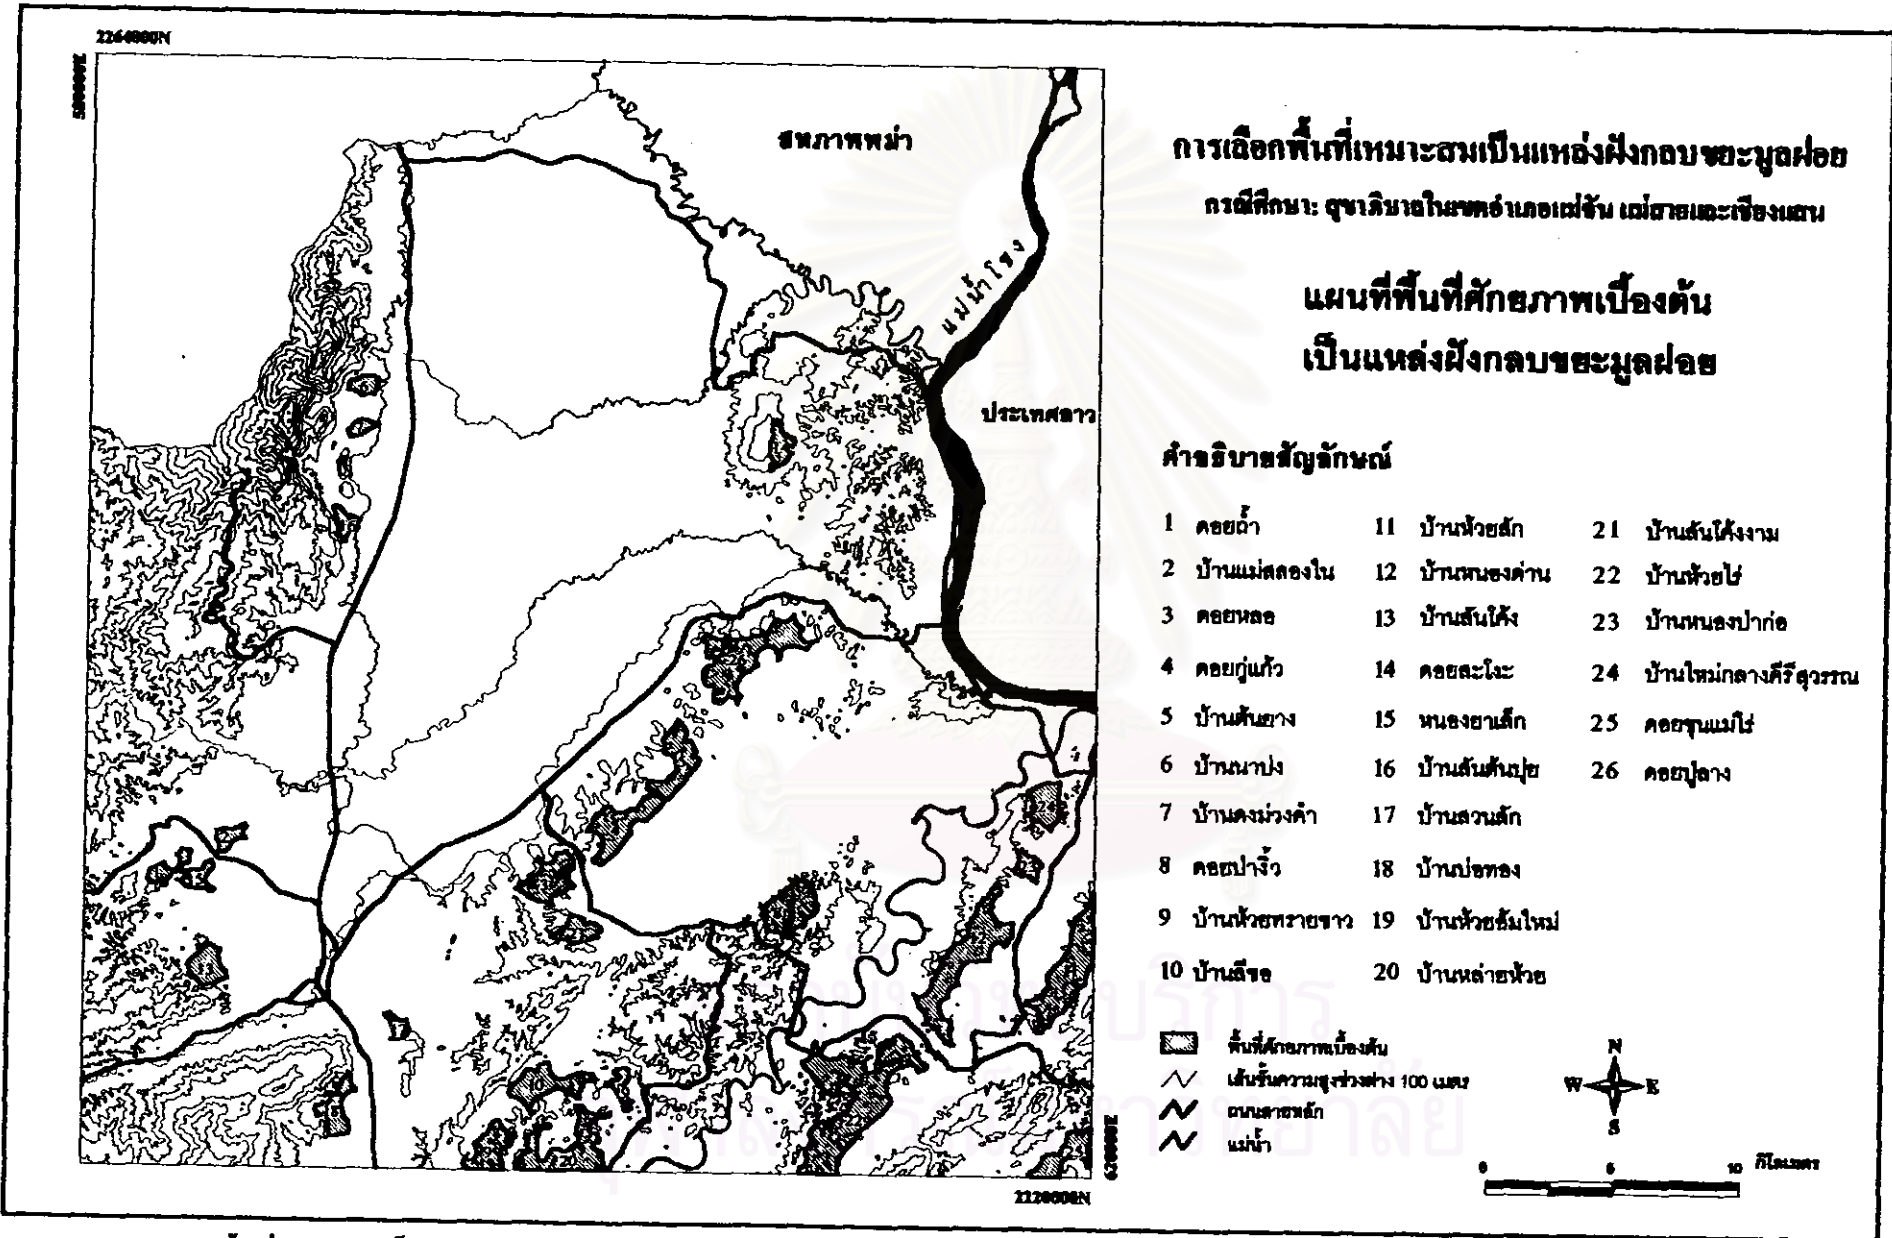 2264000N
580000E
สหภาพพม่า
แม่น้ำโขง
ประเทศลาว
620000E
2220000N
การเลือกพื้นที่เหมาะสมเป็นแหล่งฝังกลบขยะมูลฝอย
กรณีศึกษา: สุขาภิบาลในเขตอำเภอแม่จัน แม่สายและเชียงแสน
แผนที่พื้นที่ศักยภาพเบื้องต้น
เป็นแหล่งฝังกลบขยะมูลฝอย
คำอธิบายสัญลักษณ์
1 ดอยถ้ำ 11 บ้านห้วยสัก 21 บ้านสันโค้งงาม
2 บ้านแม่สลองใน 12 บ้านหนองด่าน 22 บ้านห้วยไร่
3 ดอยหลอ 13 บ้านสันโค้ง 23 บ้านหนองป่าก่อ
4 ดอยกู่แก้ว 14 ดอยสะโงะ 24 บ้านใหม่กลางคีรีสุวรรณ
5 บ้านต้นยาง 15 หนองยาเล็ก 25 ดอยขุนแม่ไร่
6 บ้านนาปง 16 บ้านสันต้นปุย 26 ดอยปู่ลาง
7 บ้านดงม่วงคำ 17 บ้านสวนสัก
8 ดอยป่างิ้ว 18 บ้านบ่อทอง
9 บ้านห้วยทรายขาว 19 บ้านห้วยส้มใหม่
10 บ้านลีซอ 20 บ้านหล่ายห้วย
พื้นที่ศักยภาพเบื้องต้น
เส้นชั้นความสูงช่วงต่าง 100 เมตร
ถนนสายหลัก
แม่น้ำ
N
W E
S
0 5 10 กิโลเมตร